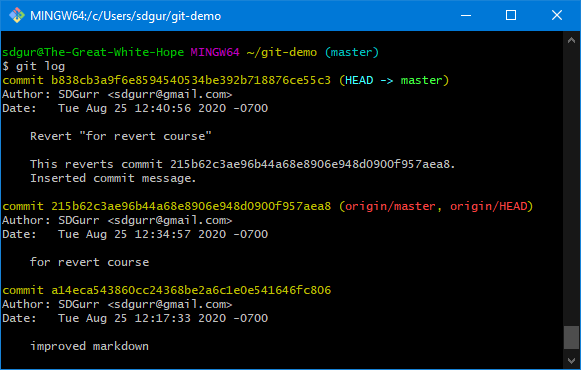 MINGW64:/c/Users/sdgur/git-demo
sdgur@The-Great-White-Hope MINGW64 ~/git-demo (master)
$ git log
commit b838cb3a9f6e8594540534be392b718876ce55c3 (HEAD -> master)
Author: SDGurr <sdgurr@gmail.com>
Date:   Tue Aug 25 12:40:56 2020 -0700
    Revert "for revert course"
    This reverts commit 215b62c3ae96b44a68e8906e948d0900f957aea8.
    Inserted commit message.
commit 215b62c3ae96b44a68e8906e948d0900f957aea8 (origin/master, origin/HEAD)
Author: SDGurr <sdgurr@gmail.com>
Date:   Tue Aug 25 12:34:57 2020 -0700
    for revert course
commit a14eca543860cc24368be2a6c1e0e541646fc806
Author: SDGurr <sdgurr@gmail.com>
Date:   Tue Aug 25 12:17:33 2020 -0700
    improved markdown